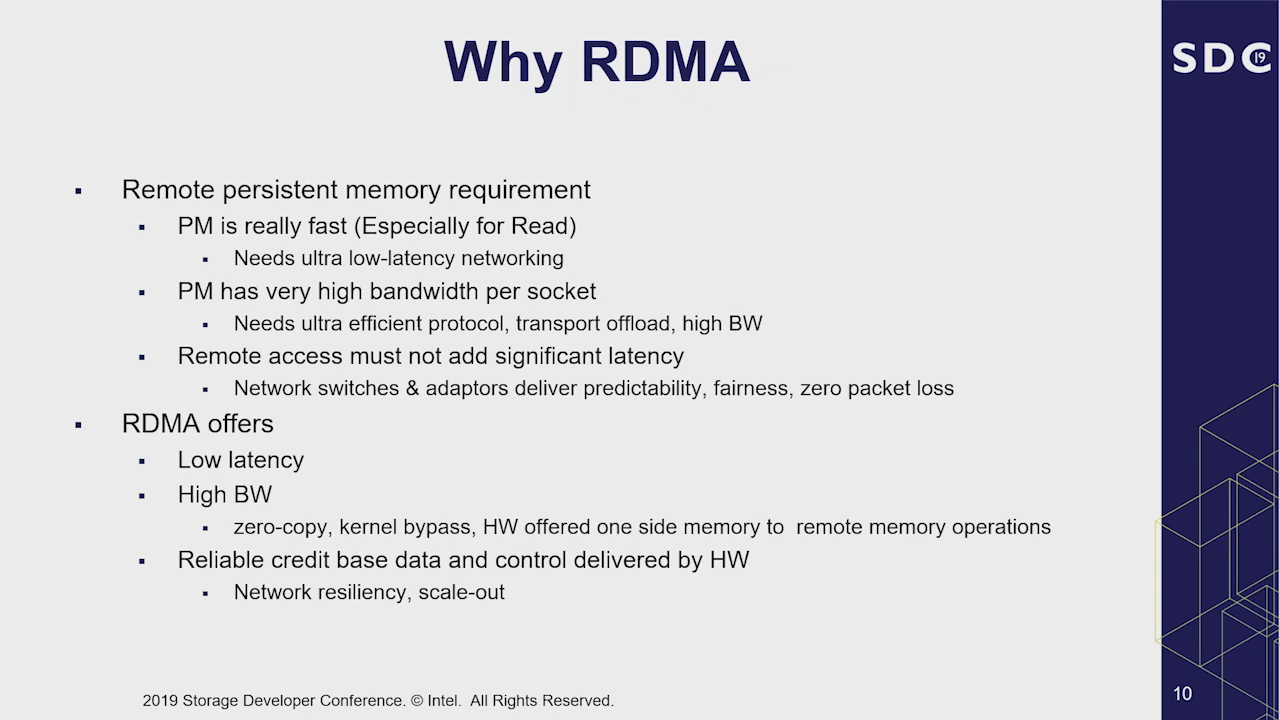 Why RDMA
SDC 19
▪ Remote persistent memory requirement
▪ PM is really fast (Especially for Read)
▪ Needs ultra low-latency networking
▪ PM has very high bandwidth per socket
▪ Needs ultra efficient protocol, transport offload, high BW
▪ Remote access must not add significant latency
▪ Network switches & adaptors deliver predictability, fairness, zero packet loss
▪ RDMA offers
▪ Low latency
▪ High BW
▪ zero-copy, kernel bypass, HW offered one side memory to  remote memory operations
▪ Reliable credit base data and control delivered by HW
▪ Network resiliency, scale-out
2019 Storage Developer Conference. © Intel.  All Rights Reserved.
10